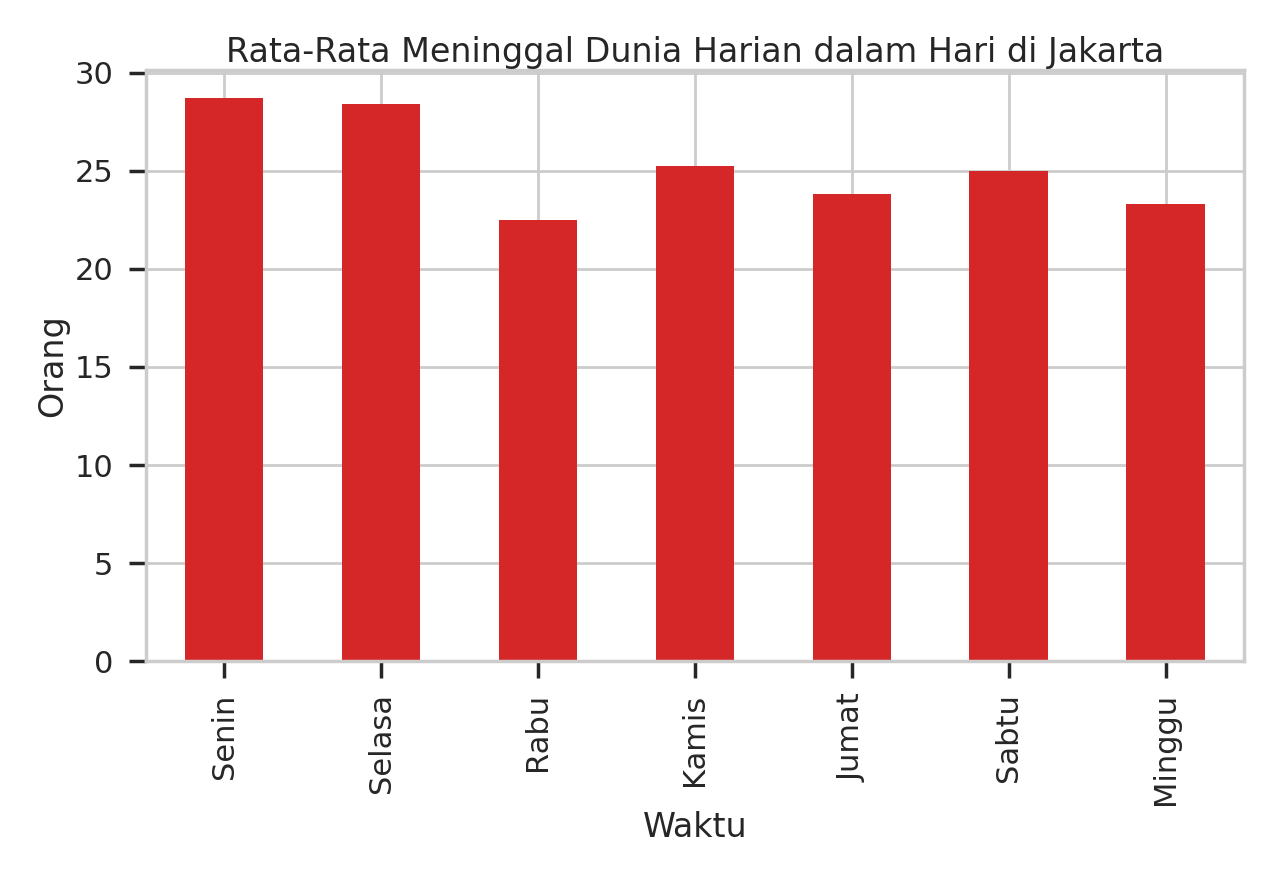 Rata-Rata Meninggal Dunia Harian dalam Hari di Jakarta
30
25
20
15
10
5
0
Orang
Senin
Selasa
Rabu
Kamis
Jumat
Sabtu
Minggu
Waktu